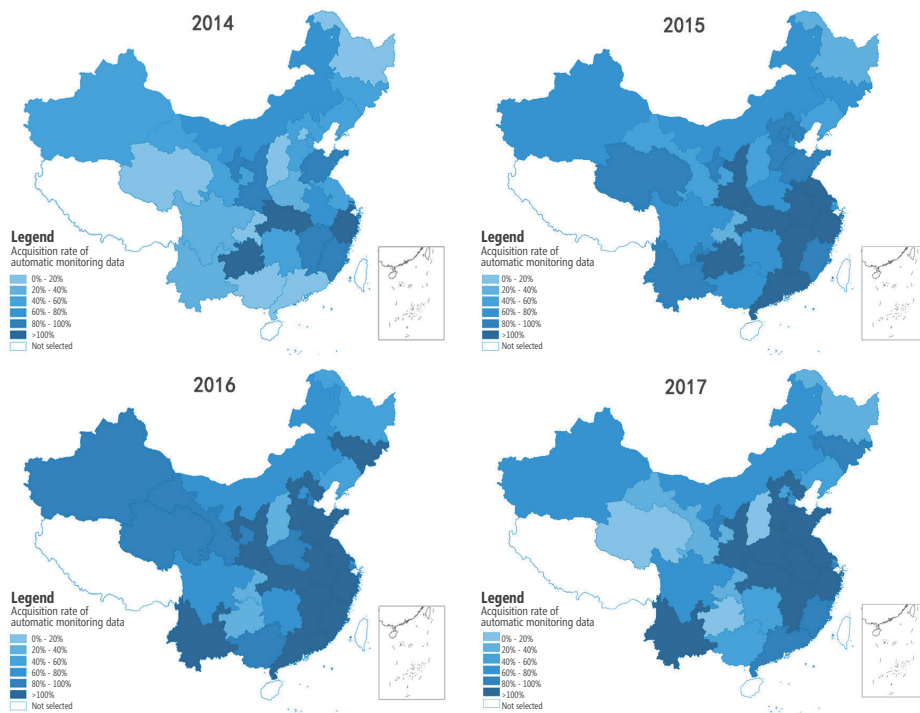 2014
Legend
Acquisition rate of
automatic monitoring data
0% - 20%
20% - 40%
40% - 60%
60% - 80%
80% - 100%
>100%
Not selected
2015
Legend
Acquisition rate of
automatic monitoring data
0% - 20%
20% - 40%
40% - 60%
60% - 80%
80% - 100%
>100%
Not selected
2016
Legend
Acquisition rate of
automatic monitoring data
0% - 20%
20% - 40%
40% - 60%
60% - 80%
80% - 100%
>100%
Not selected
2017
Legend
Acquisition rate of
automatic monitoring data
0% - 20%
20% - 40%
40% - 60%
60% - 80%
80% - 100%
>100%
Not selected